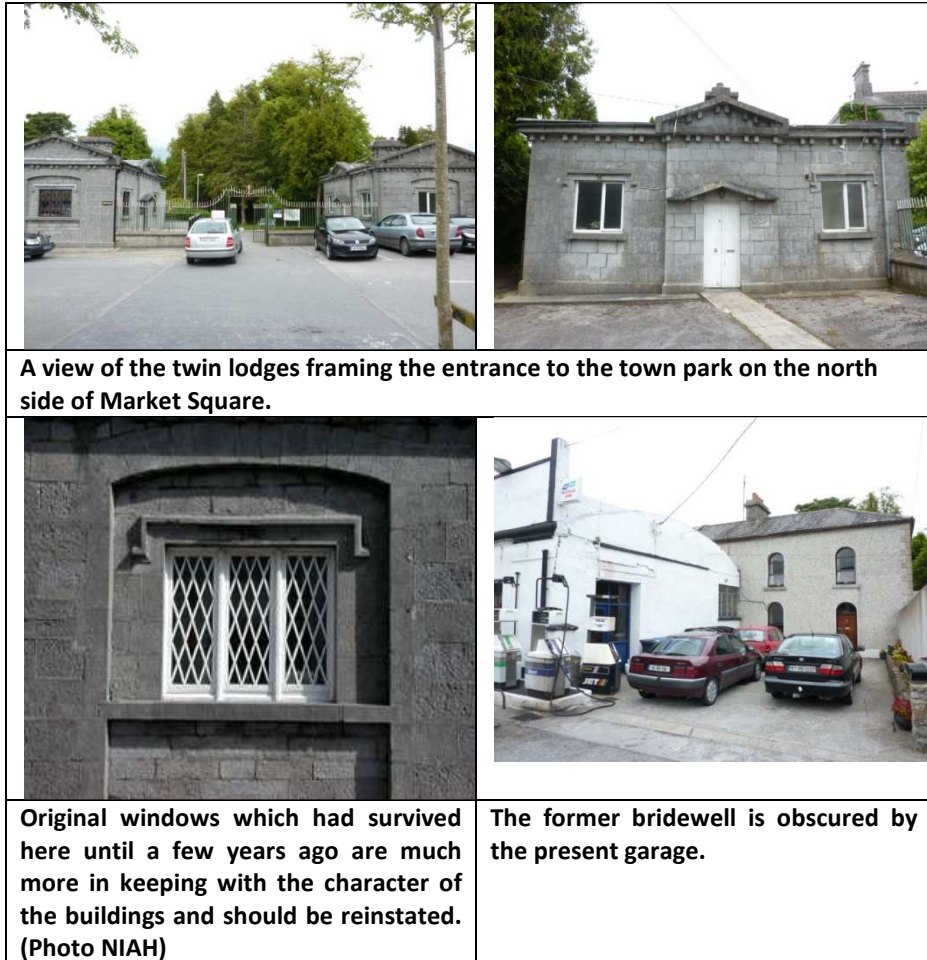 A view of the twin lodges framing the entrance to the town park on the north
side of Market Square.
JET
Original windows which had survived
here until a few years ago are much
more in keeping with the character of
the buildings and should be reinstated.
(Photo NIAH)
The former bridewell is obscured by
the present garage.